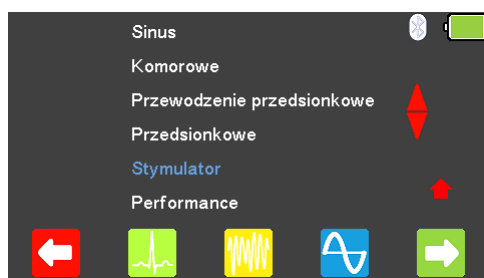 Sinus
Komorowe
Przewodzenie przedsionkowe
Przedsionkowe
Stymulator
Performance